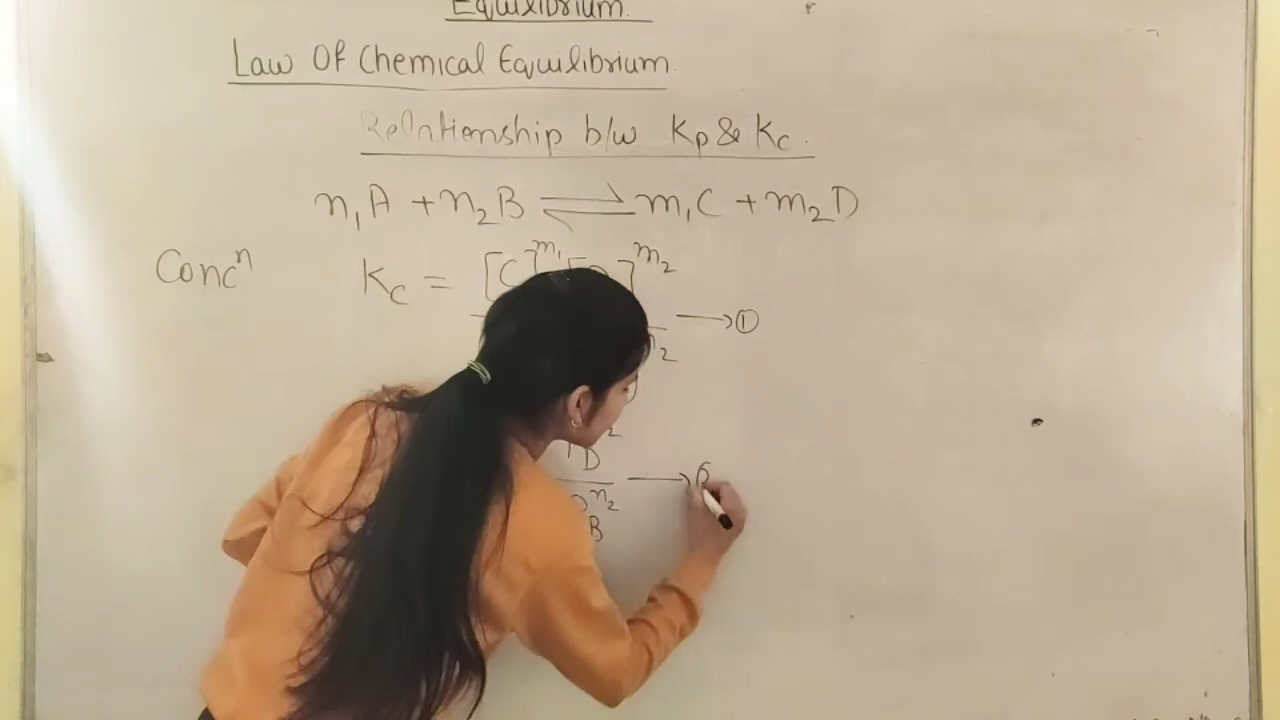 Equilibrium.
Law Of Chemical Equilibrium.
Relationship b/w Kp & Kc.
n₁A + n₂B ⇌ m₁C + m₂D
Concⁿ Kc = [C]^m₁ [D]^m₂ → ①
n₂
D
n₂ →
B